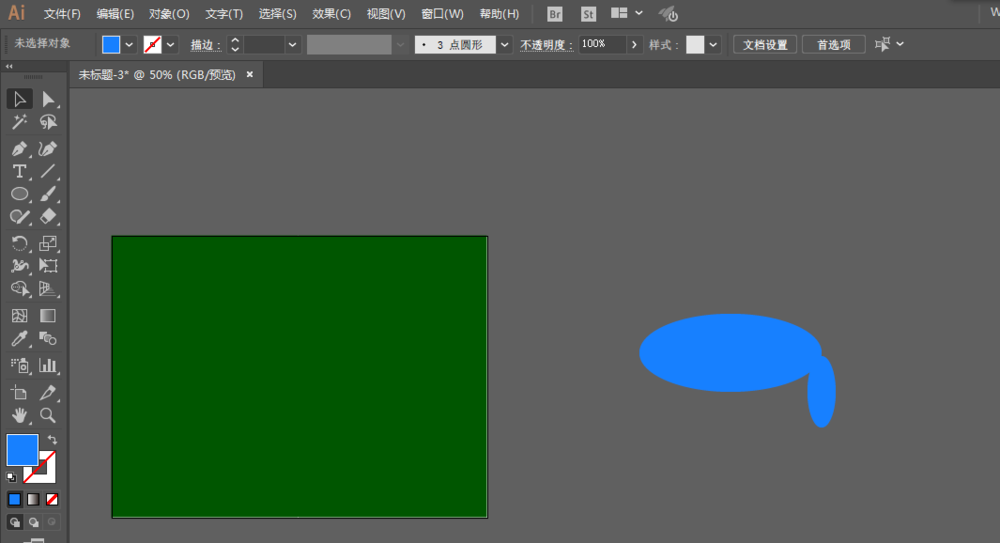 Ai 文件(F) 编辑(E) 对象(O) 文字(T) 选择(S) 效果(C) 视图(V) 窗口(W) 帮助(H) Br St W
未选择对象 描边: • 3 点圆形 不透明度: 100% 样式: 文档设置 首选项
未标题-3* @ 50% (RGB/预览) ×